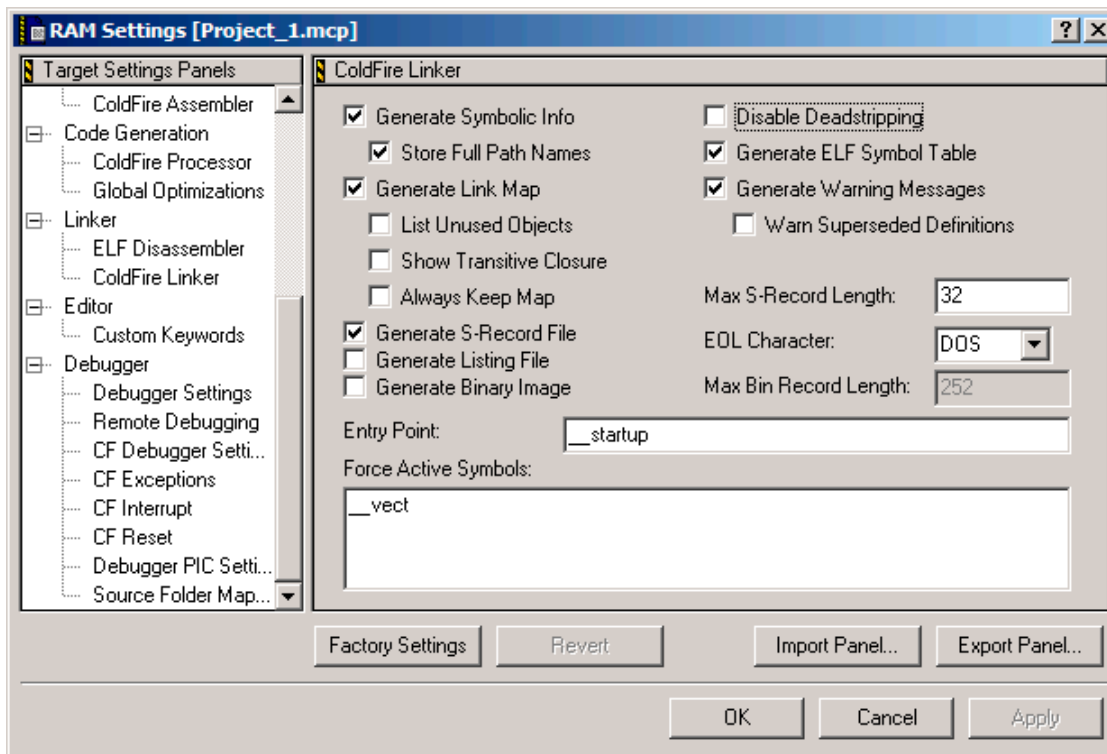 RAM Settings [Project_1.mcp]
Target Settings Panels
ColdFire Assembler
Code Generation
ColdFire Processor
Global Optimizations
Linker
ELF Disassembler
ColdFire Linker
Editor
Custom Keywords
Debugger
Debugger Settings
Remote Debugging
CF Debugger Setti...
CF Exceptions
CF Interrupt
CF Reset
Debugger PIC Setti...
Source Folder Map...
ColdFire Linker
Generate Symbolic Info
Store Full Path Names
Generate Link Map
List Unused Objects
Show Transitive Closure
Always Keep Map
Generate S-Record File
Generate Listing File
Generate Binary Image
Disable Deadstripping
Generate ELF Symbol Table
Generate Warning Messages
Warn Superseded Definitions
Max S-Record Length: 32
EOL Character: DOS
Max Bin Record Length: 252
Entry Point: __startup
Force Active Symbols:
__vect
Factory Settings Revert Import Panel... Export Panel...
OK Cancel Apply